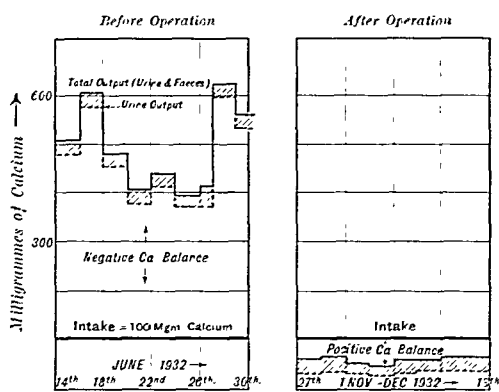 Before Operation
After Operation
Milligrammes of Calcium
600
300
Total Output (Urine & Faeces)
Urine Output
Negative Ca Balance
Intake = 100 Mgm Calcium
JUNE 1932
14th 18th 22nd 26th. 30th.
Intake
Positive Ca Balance
27th NOV - DEC 1932 17th